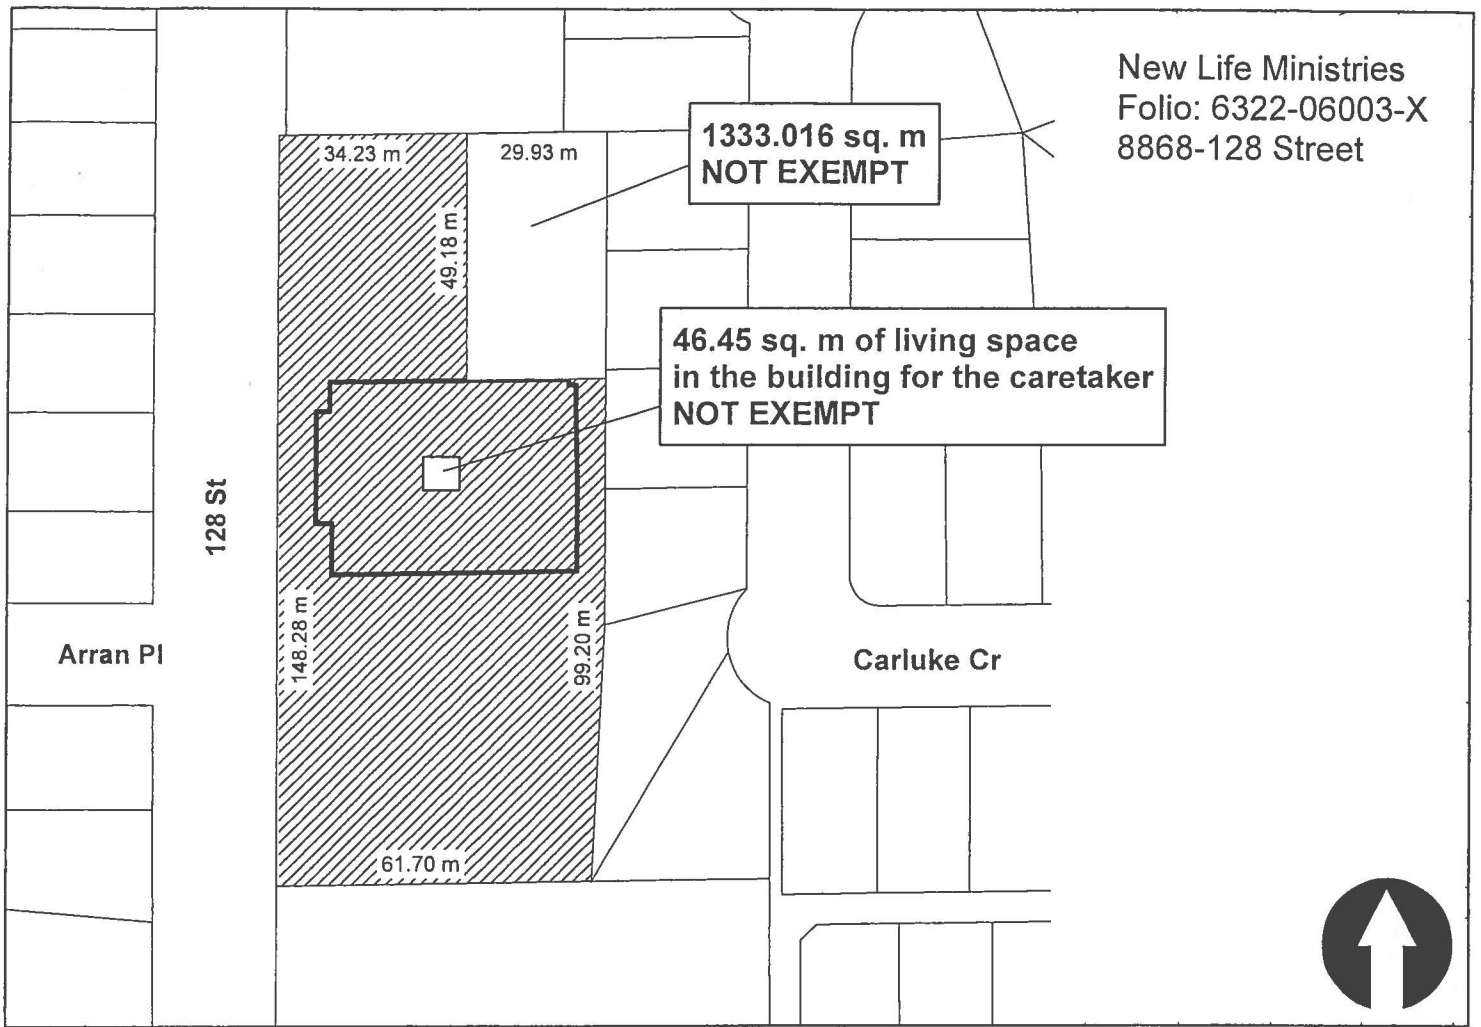 New Life Ministries
Folio: 6322-06003-X
8868-128 Street
1333.016 sq. m
NOT EXEMPT
34.23 m
29.93 m
49.18 m
46.45 sq. m of living space
in the building for the caretaker
NOT EXEMPT
128 St
148.28 m
99.20 m
Arran Pl
Carluke Cr
61.70 m